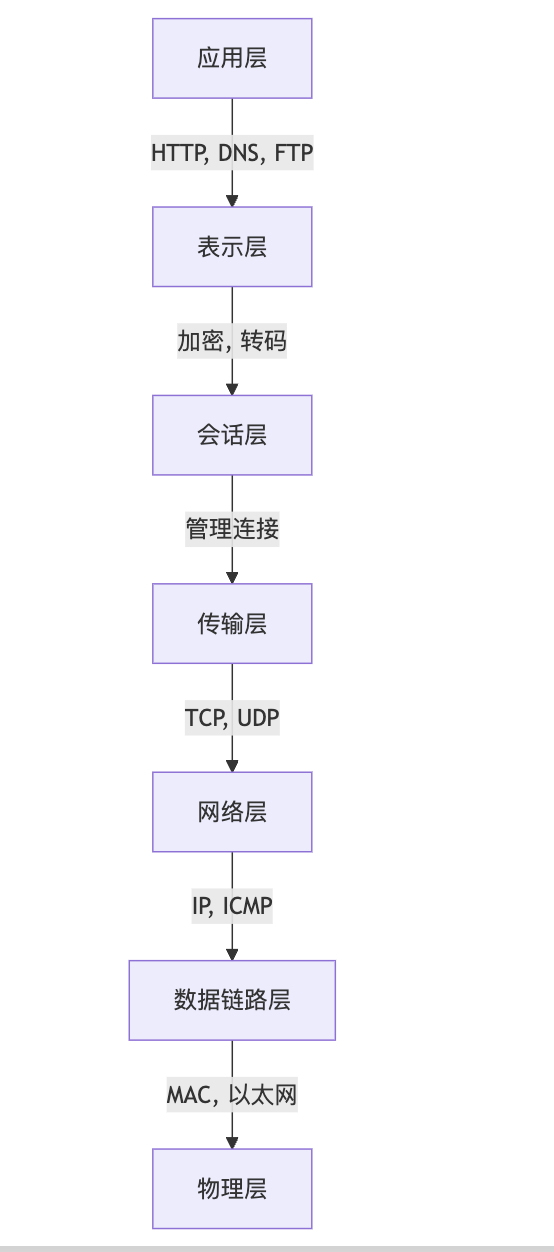 应用层
HTTP, DNS, FTP
表示层
加密, 转码
会话层
管理连接
传输层
TCP, UDP
网络层
IP, ICMP
数据链路层
MAC, 以太网
物理层